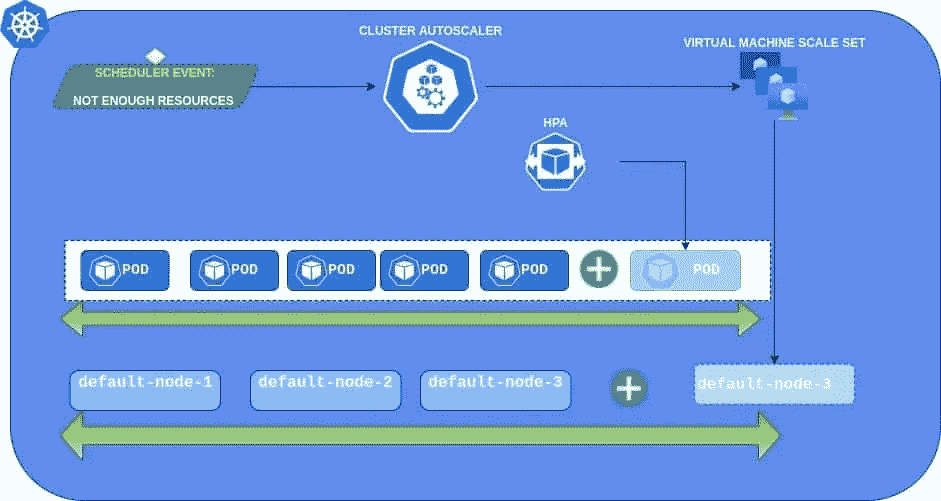 CLUSTER AUTOSCALER
VIRTUAL MACHINE SCALE SET
SCHEDULER EVENT:
NOT ENOUGH RESOURCES
HPA
POD
POD
POD
POD
POD
POD
default-node-1
default-node-2
default-node-3
default-node-3